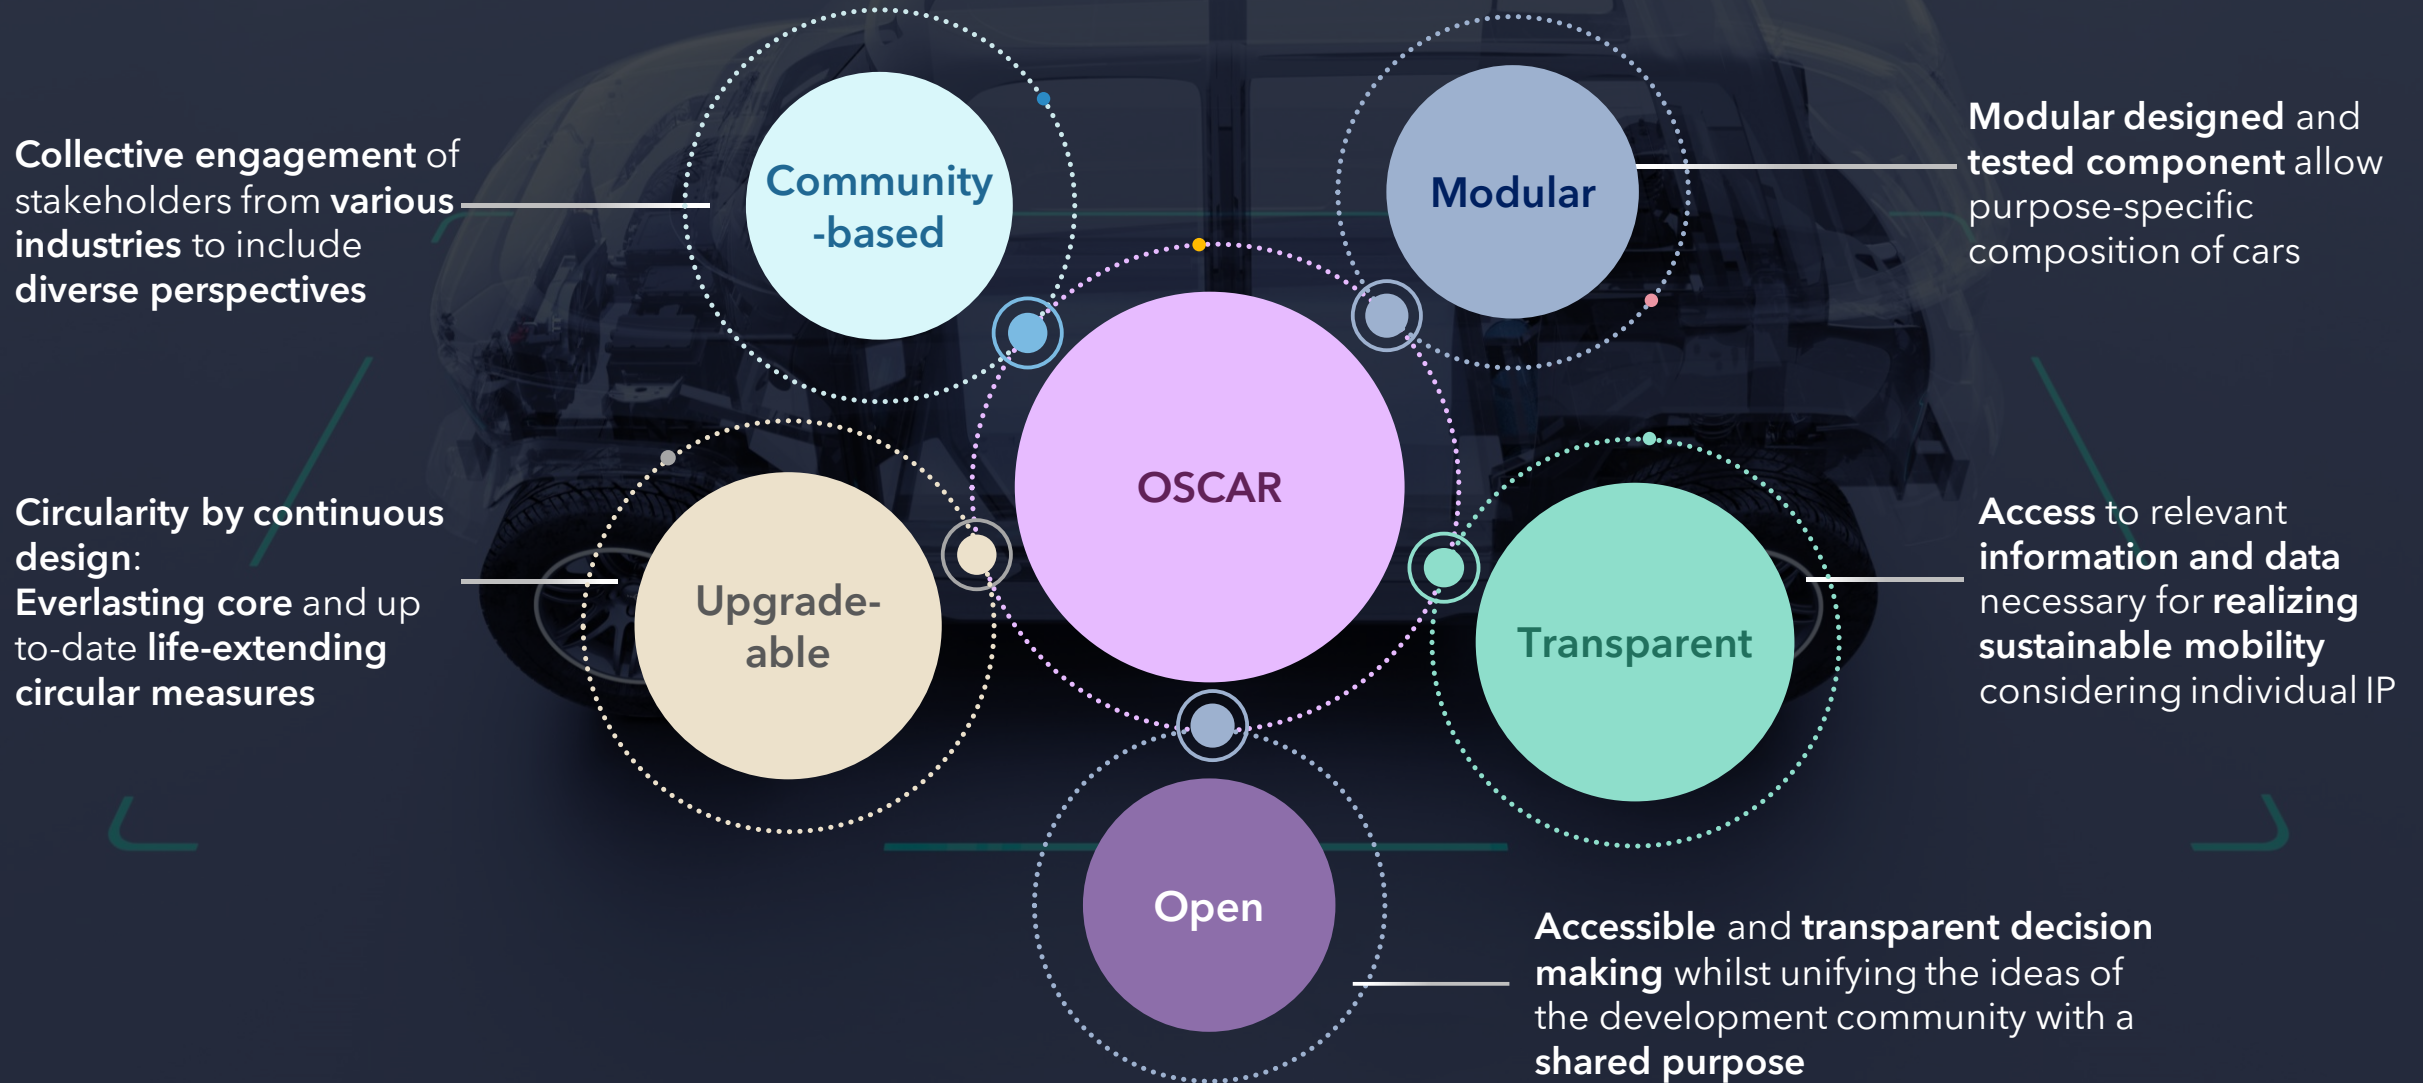 Collective engagement of
stakeholders from various
industries to include
diverse perspectives
Community
-based
Modular
Modular designed and
tested component allow
purpose-specific
composition of cars
OSCAR
Circularity by continuous
design:
Everlasting core and up
to-date life-extending
circular measures
Upgrade-
able
Transparent
Access to relevant
information and data
necessary for realizing
sustainable mobility
considering individual IP
Open
Accessible and transparent decision
making whilst unifying the ideas of
the development community with a
shared purpose